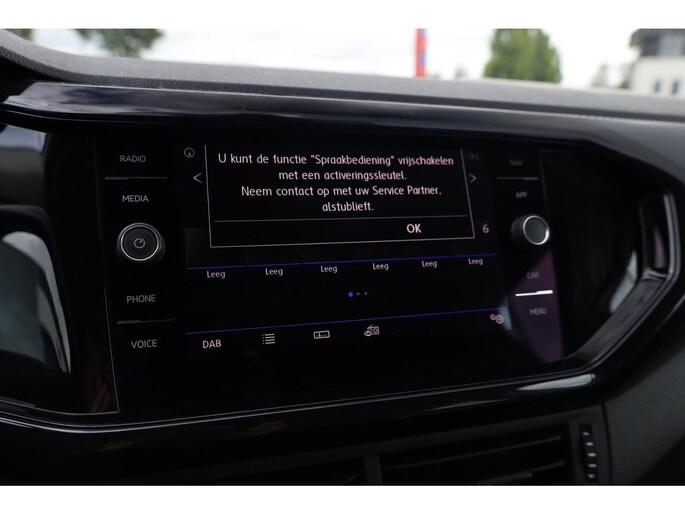 RADIO
MEDIA
PHONE
VOICE
U kunt de functie "Spraakbediening" vrijschakelen
met een activeringssleutel.
Neem contact op met uw Service Partner,
alstublieft.
OK
6
Leeg Leeg Leeg Leeg Leeg Leeg
DAB
NAV
APP
CAR
MENU